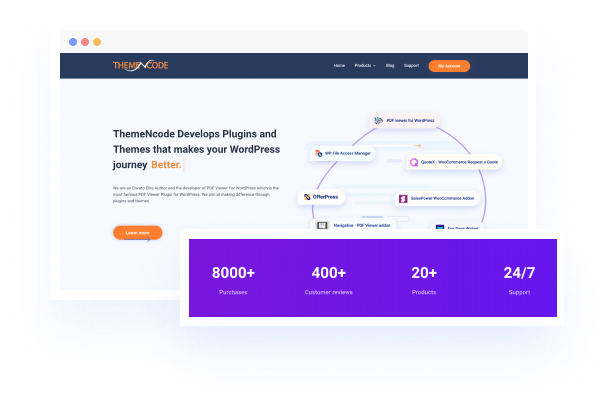 THEMENCODE
Home Products Blog Support My Account
ThemeNcode Develops Plugins and
Themes that makes your WordPress
journey Better.
We are an Envato Elite Author and the developer of PDF Viewer For WordPress which is the
most famous PDF Viewer Plugin for WordPress. We aim at making difference through
plugins and themes.
Learn more
PDF viewer for WordPress
WP File Access Manager
QuoteX - WooCommerce Request a Quote
OfferPress
SalesPower WooCommerce Addon
Navigative - PDF Viewer addon
8000+ 400+ 20+ 24/7
Purchases Customer reviews Products Support